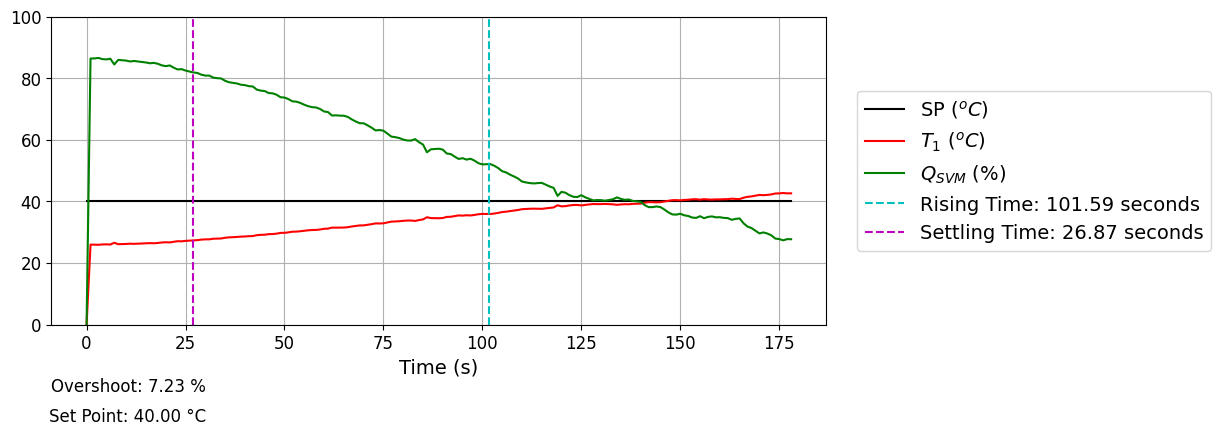 100
80
60
40
20
0
0 25 50 75 100 125 150 175
Time (s)
SP (°C)
T₁ (°C)
Q_SVM (%)
Rising Time: 101.59 seconds
Settling Time: 26.87 seconds
Overshoot: 7.23 %
Set Point: 40.00 °C